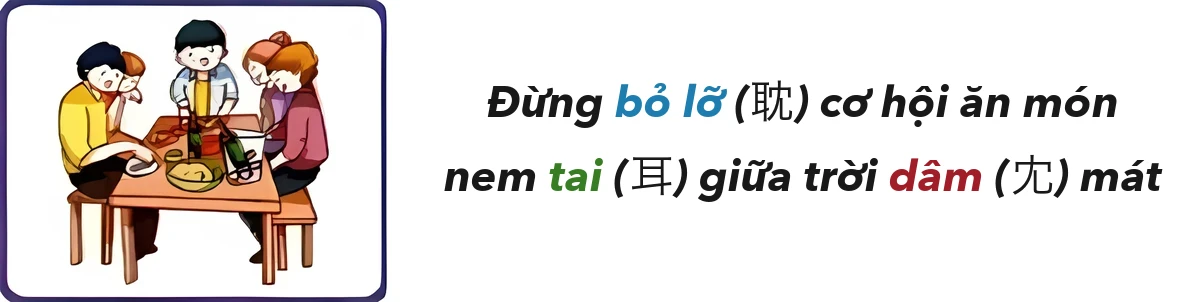 Đừng bỏ lỡ (耽) cơ hội ăn món
nem tai (耳) giữa trời dâm (冘) mát